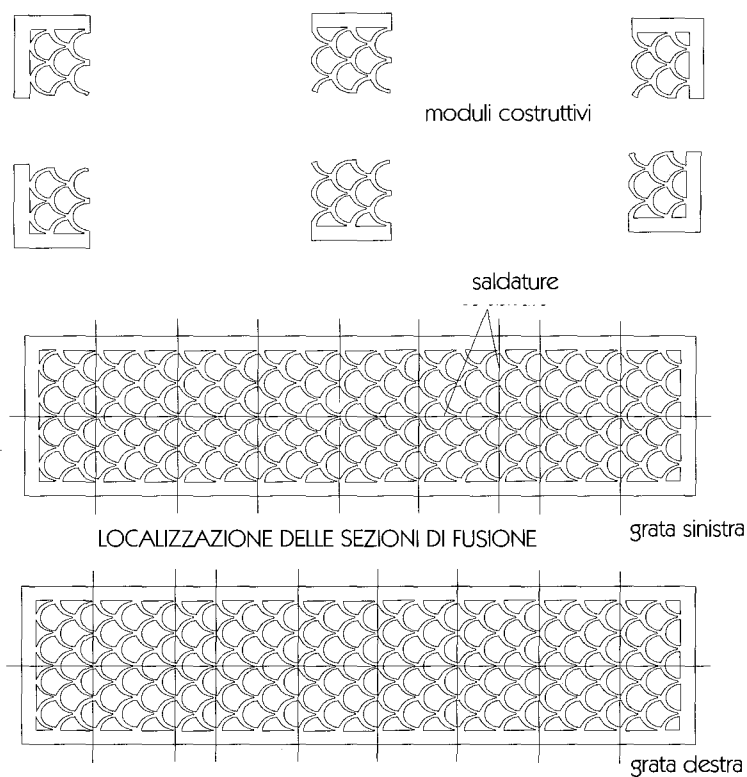 moduli costruttivi
saldature
grata sinistra
LOCALIZZAZIONE DELLE SEZIONI DI FUSIONE
grata destra